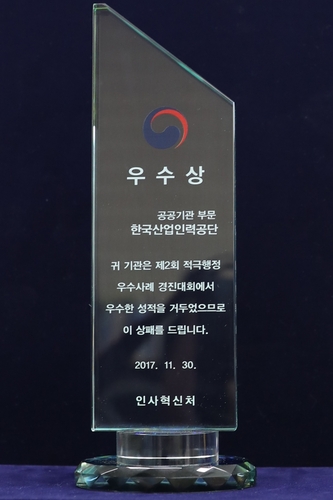 우수상
공공기관 부문
한국산업인력공단
귀 기관은 제2회 적극행정
우수사례 경진대회에서
우수한 성적을 거두었으므로
이 상패를 드립니다.
2017. 11. 30.
인사혁신처